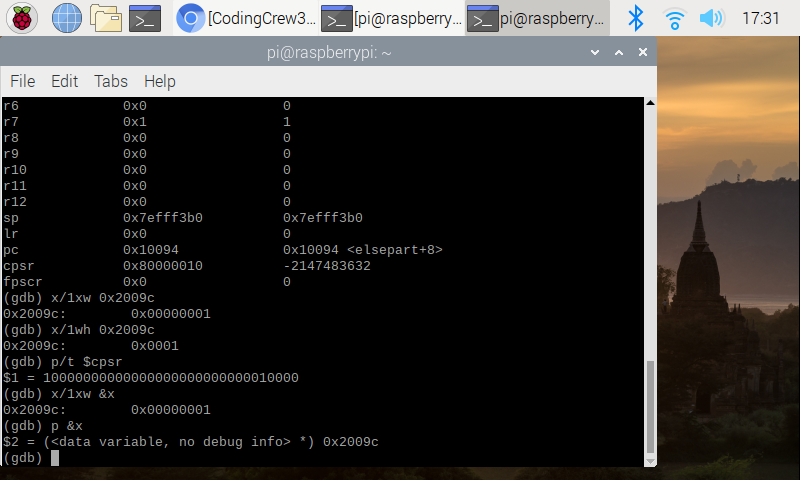 [CodingCrew3... [pi@raspberry... pi@raspberry... 17:31
pi@raspberrypi: ~
File Edit Tabs Help
r6 0x0 0
r7 0x1 1
r8 0x0 0
r9 0x0 0
r10 0x0 0
r11 0x0 0
r12 0x0 0
sp 0x7efff3b0 0x7efff3b0
lr 0x0 0
pc 0x10094 0x10094 <elsepart+8>
cpsr 0x80000010 -2147483632
fpscr 0x0 0
(gdb) x/1xw 0x2009c
0x2009c: 0x00000001
(gdb) x/1wh 0x2009c
0x2009c: 0x0001
(gdb) p/t $cpsr
$1 = 10000000000000000000000000010000
(gdb) x/1xw &x
0x2009c: 0x00000001
(gdb) p &x
$2 = (<data variable, no debug info> *) 0x2009c
(gdb)